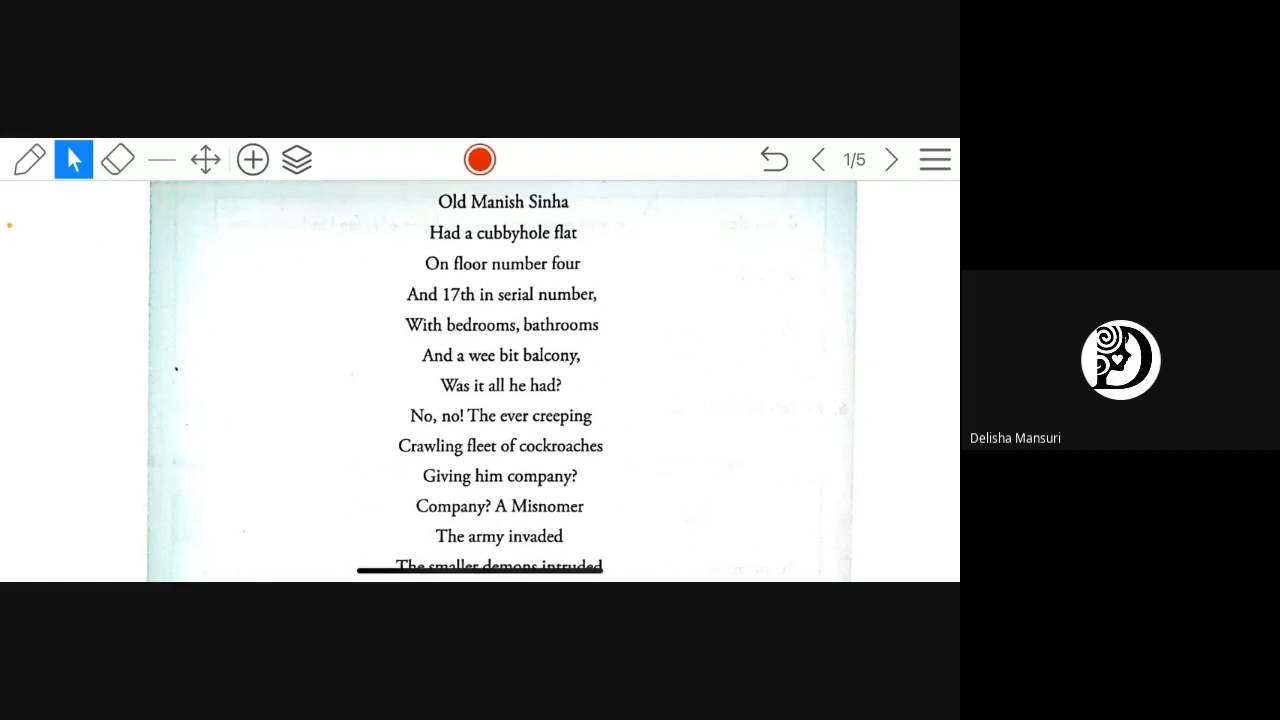 1/5
Old Manish Sinha
Had a cubbyhole flat
On floor number four
And 17th in serial number,
With bedrooms, bathrooms
And a wee bit balcony,
Was it all he had?
No, no! The ever creeping
Crawling fleet of cockroaches
Giving him company?
Company? A Misnomer
The army invaded
The smaller demons intruded
Delisha Mansuri